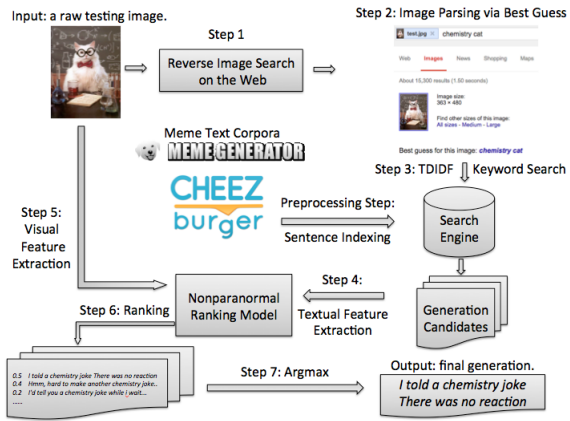 Input: a raw testing image.
Step 1
Reverse Image Search
on the Web
Step 2: Image Parsing via Best Guess
test.jpg × chemistry cat
Web Images News Shopping Maps
About 15,300 results (1.60 seconds)
Image size:
363 × 480
Find other sizes of this image:
All sizes - Medium - Large
Best guess for this image: chemistry cat
Step 3: TDIDF Keyword Search
Meme Text Corpora
MEMEGENERATOR
CHEEZ
burger
Preprocessing Step:
Sentence Indexing
Search
Engine
Step 5:
Visual
Feature
Extraction
Step 4:
Textual Feature
Extraction
Generation
Candidates
Nonparanormal
Ranking Model
Step 6: Ranking
0.5 I told a chemistry joke There was no reaction
0.4 Hmm, hard to make another chemistry joke..
0.2 I'd tell you a chemistry joke while I wait...
.....
Step 7: Argmax
Output: final generation.
I told a chemistry joke
There was no reaction